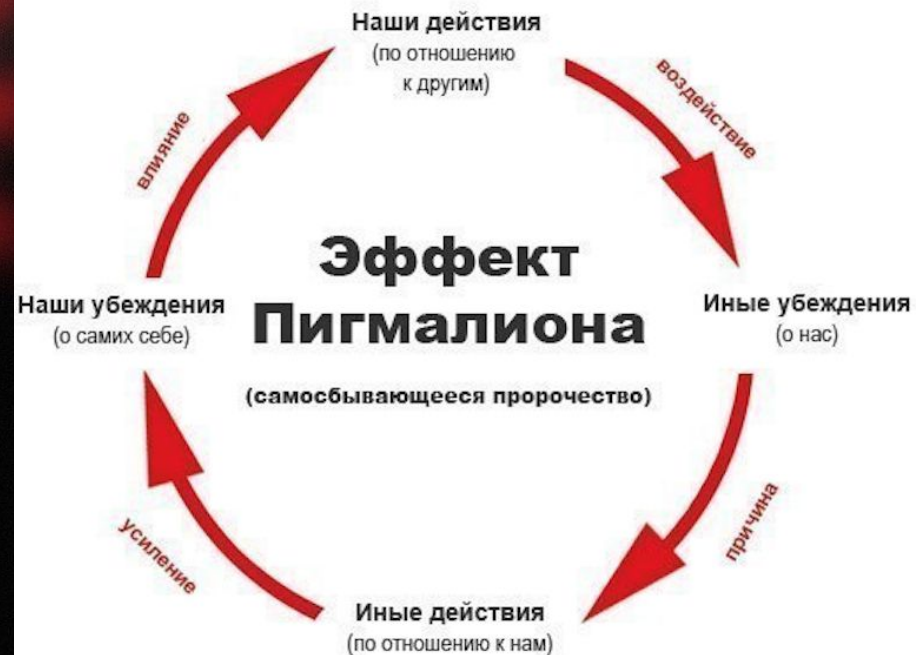 Наши действия
(по отношению
к другим)
воздействие
влияние
Эффект
Пигмалиона
(самосбывающееся пророчество)
Наши убеждения
(о самих себе)
Иные убеждения
(о нас)
причина
усиление
Иные действия
(по отношению к нам)